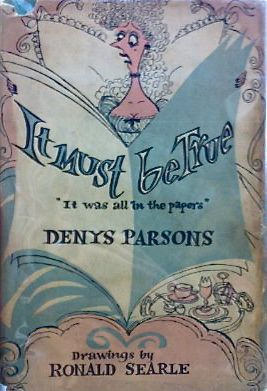 It Must be True
"It was all in the papers"
DENYS PARSONS
Drawings by
RONALD SEARLE